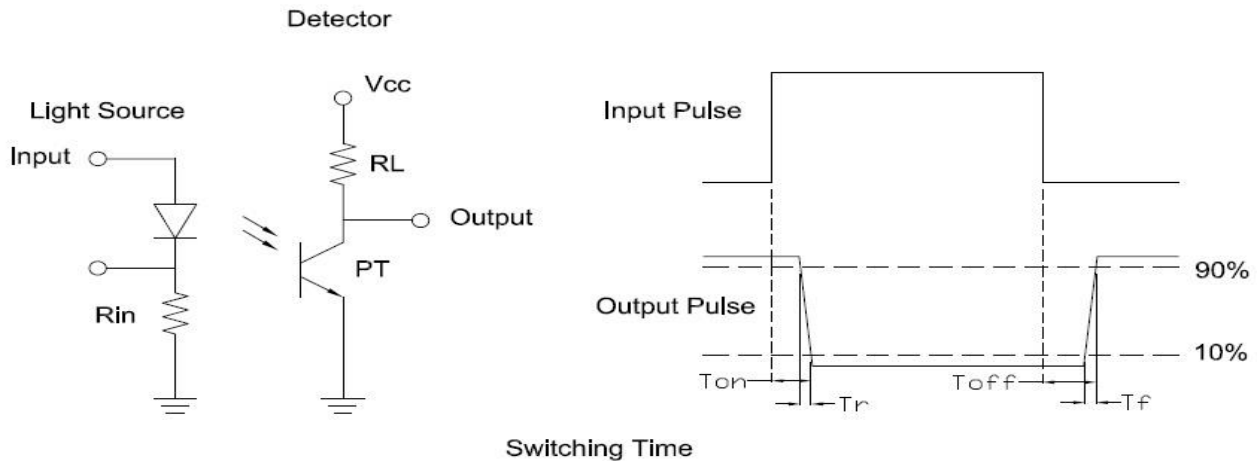 Detector
Light Source
Input
Rin
Vcc
RL
Output
PT
Input Pulse
Output Pulse
90%
10%
Ton
Tr
Toff
Tf
Switching Time